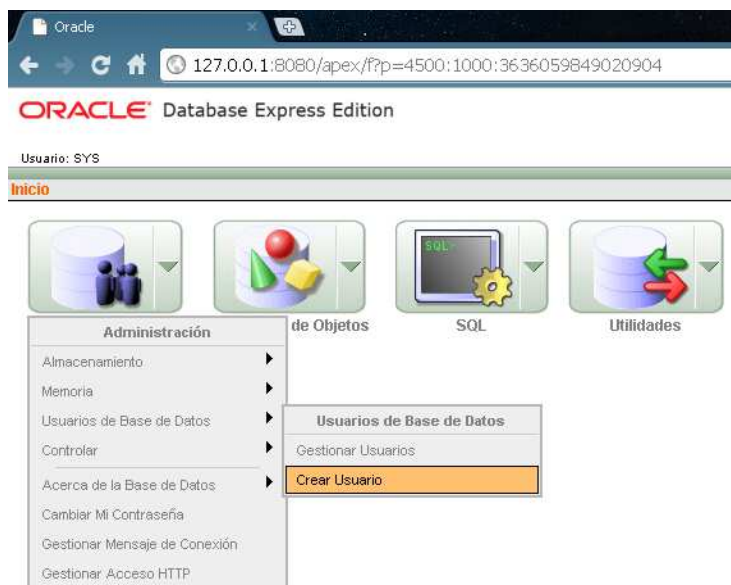 Oracle
127.0.0.1:8080/apex/f?p=4500:1000:3636059849020904
ORACLE® Database Express Edition
Usuario: SYS
Inicio
SQL>
de Objetos
SQL
Utilidades
Administración
Almacenamiento
Memoria
Usuarios de Base de Datos
Controlar
Acerca de la Base de Datos
Cambiar Mi Contraseña
Gestionar Mensaje de Conexión
Gestionar Acceso HTTP
Usuarios de Base de Datos
Gestionar Usuarios
Crear Usuario